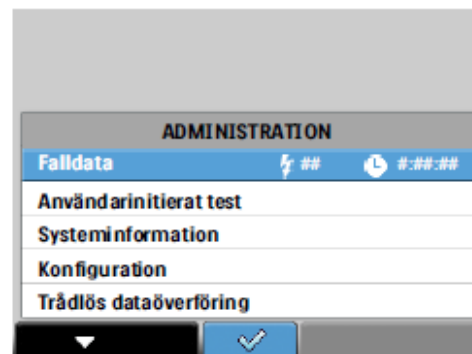 ADMINISTRATION
Falldata ## #:##:##
Användarinitierat test
Systeminformation
Konfiguration
Trådlös dataöverföring